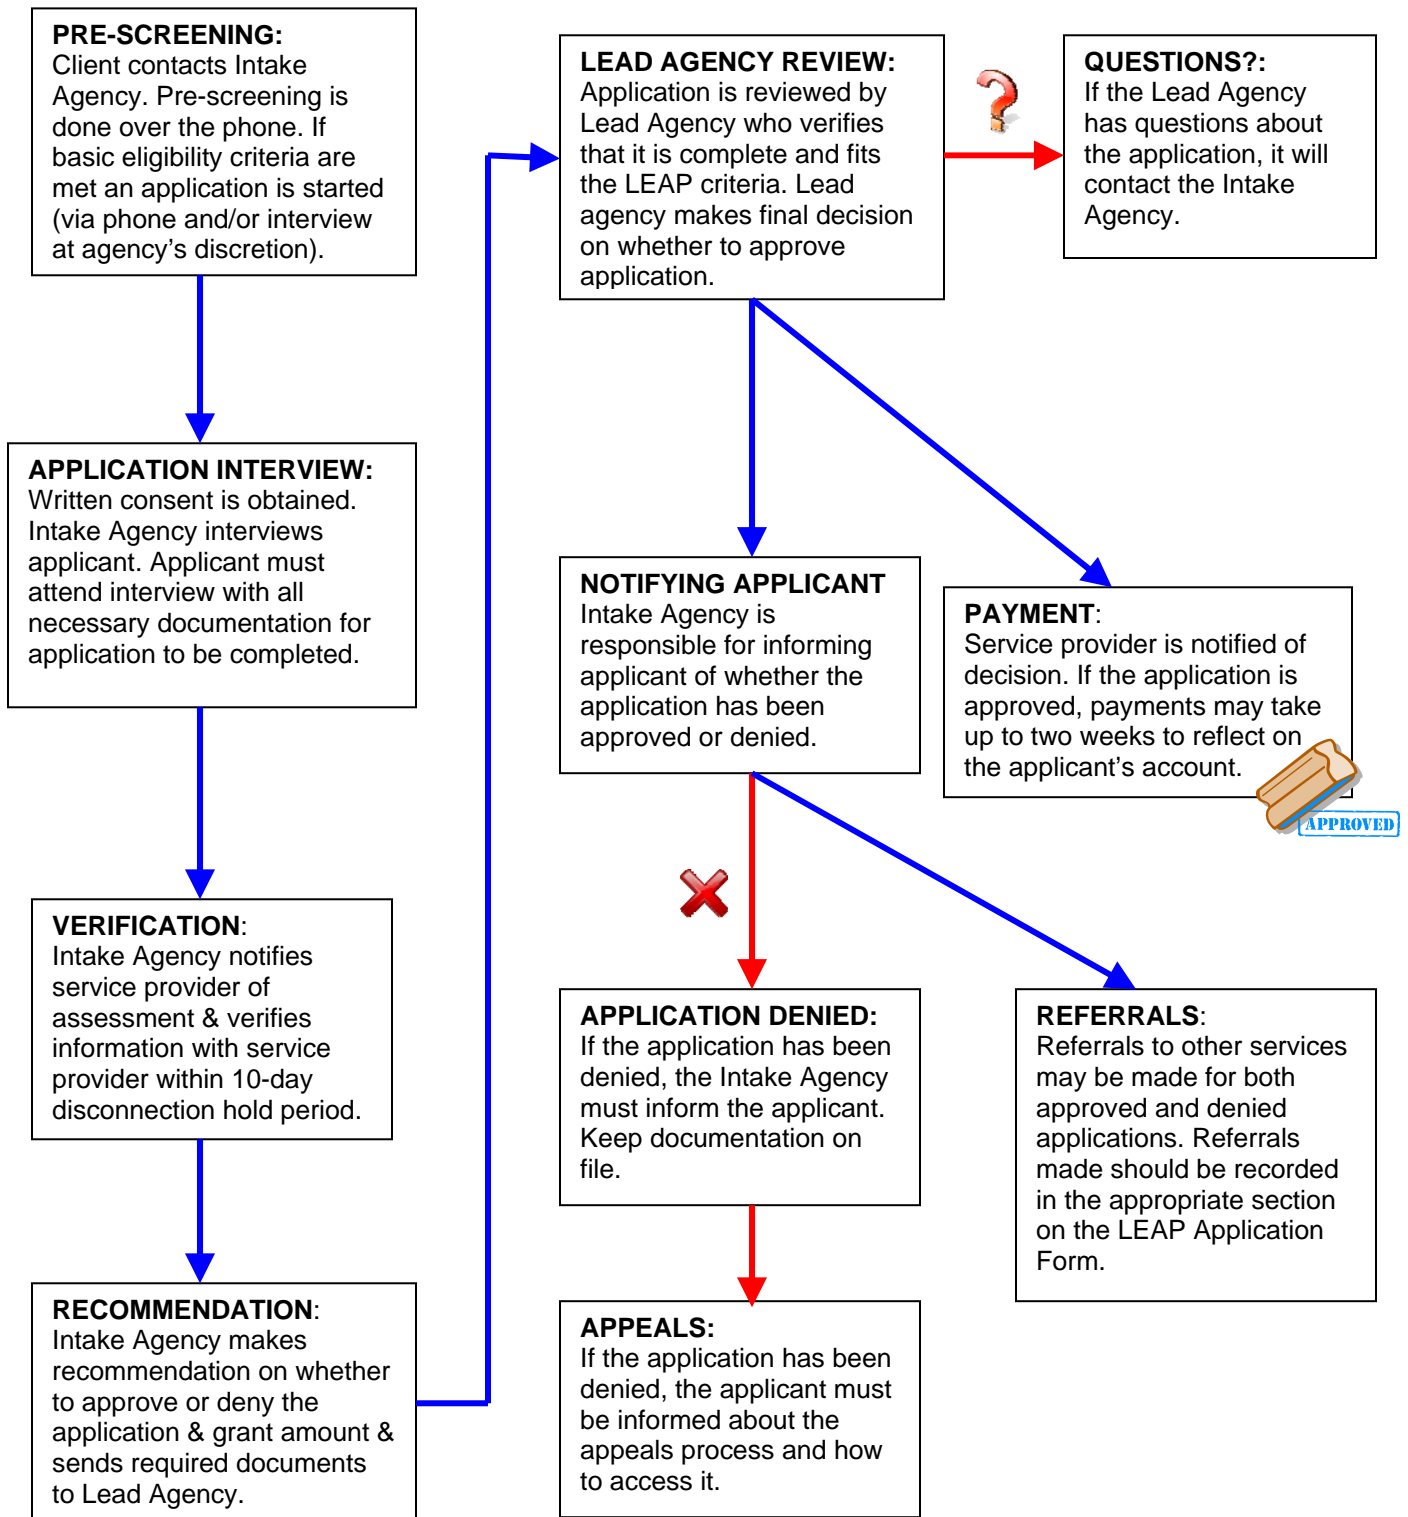 PRE-SCREENING:
Client contacts Intake
Agency. Pre-screening is
done over the phone. If
basic eligibility criteria are
met an application is started
(via phone and/or interview
at agency’s discretion).
APPLICATION INTERVIEW:
Written consent is obtained.
Intake Agency interviews
applicant. Applicant must
attend interview with all
necessary documentation for
application to be completed.
VERIFICATION:
Intake Agency notifies
service provider of
assessment & verifies
information with service
provider within 10-day
disconnection hold period.
RECOMMENDATION:
Intake Agency makes
recommendation on whether
to approve or deny the
application & grant amount &
sends required documents
to Lead Agency.
LEAD AGENCY REVIEW:
Application is reviewed by
Lead Agency who verifies
that it is complete and fits
the LEAP criteria. Lead
agency makes final decision
on whether to approve
application.
QUESTIONS?:
If the Lead Agency
has questions about
the application, it will
contact the Intake
Agency.
NOTIFYING APPLICANT
Intake Agency is
responsible for informing
applicant of whether the
application has been
approved or denied.
PAYMENT:
Service provider is notified of
decision. If the application is
approved, payments may take
up to two weeks to reflect on
the applicant’s account.
APPROVED
APPLICATION DENIED:
If the application has been
denied, the Intake Agency
must inform the applicant.
Keep documentation on
file.
REFERRALS:
Referrals to other services
may be made for both
approved and denied
applications. Referrals
made should be recorded
in the appropriate section
on the LEAP Application
Form.
APPEALS:
If the application has been
denied, the applicant must
be informed about the
appeals process and how
to access it.